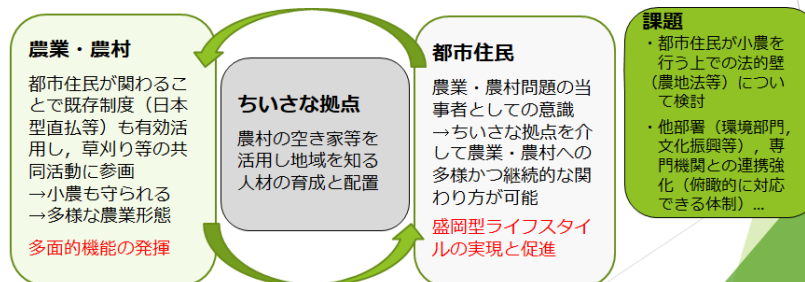 農業・農村
都市住民が関わるこ
とで既存制度（日本
型直払等）も有効活
用し，草刈り等の共
同活動に参画
→小農も守られる
→多様な農業形態
多面的機能の発揮
ちいさな拠点
農村の空き家等を
活用し地域を知る
人材の育成と配置
都市住民
農業・農村問題の当
事者としての意識
→ちいさな拠点を介
して農業・農村への
多様かつ継続的な関
わり方が可能
盛岡型ライフスタイ
ルの実現と促進
課題
・都市住民が小農を
行う上での法的壁
（農地法等）につい
て検討
・他部署（環境部門，
文化振興等），専
門機関との連携強
化（俯瞰的に対応
できる体制）…